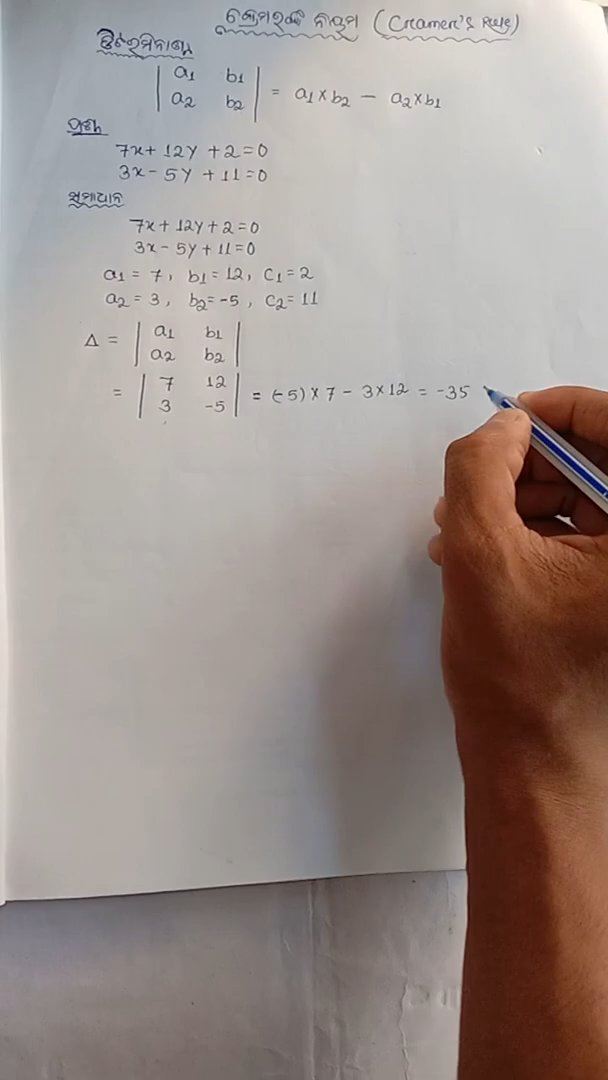 କ୍ରେମରଙ୍କ ନିୟମ (Cramer's Rule)
ଡିଟରମିନାଣ୍ଟ
| a1 b1 |
| a2 b2 | = a1×b2 − a2×b1
ପ୍ରଶ୍ନ
7x + 12y + 2 = 0
3x − 5y + 11 = 0
ସମାଧାନ
7x + 12y + 2 = 0
3x − 5y + 11 = 0
a1 = 7, b1 = 12, C1 = 2
a2 = 3, b2 = −5, C2 = 11
Δ = | a1 b1 |
| a2 b2 |
= | 7 12 | = (−5) × 7 − 3 × 12 = −35
| 3 −5 |